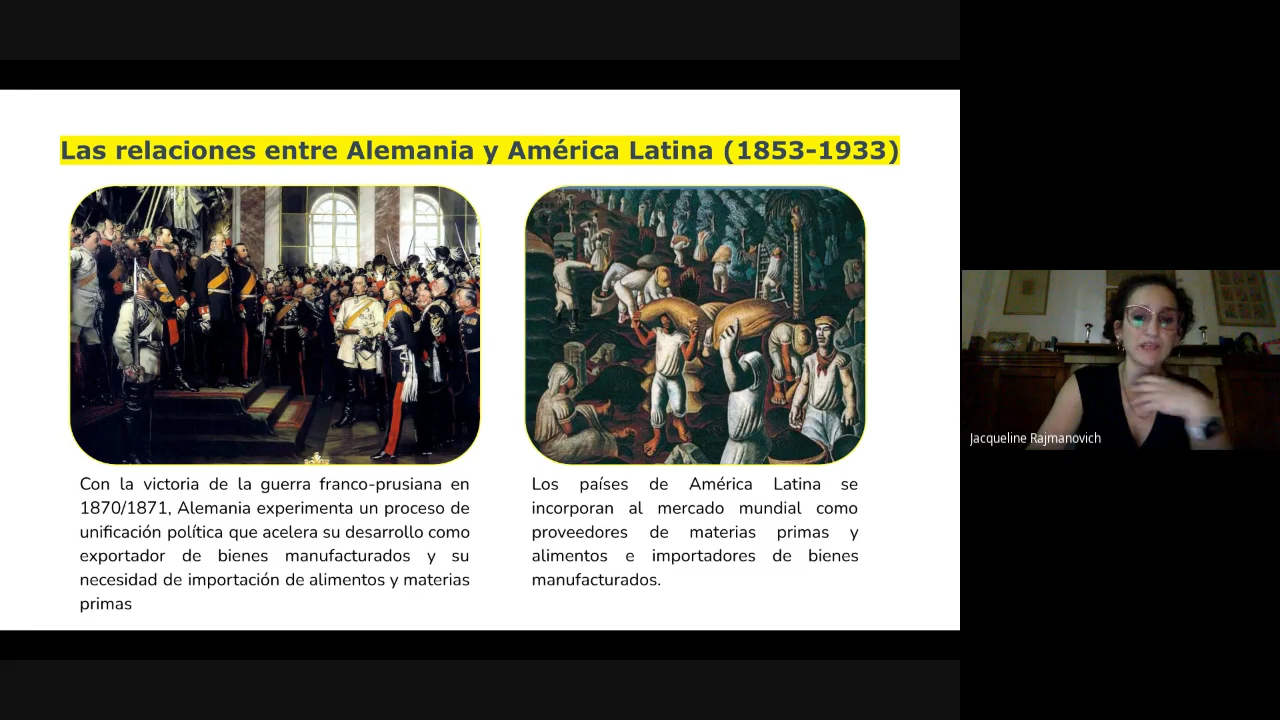 Las relaciones entre Alemania y América Latina (1853-1933)
Con la victoria de la guerra franco-prusiana en
1870/1871, Alemania experimenta un proceso de
unificación política que acelera su desarrollo como
exportador de bienes manufacturados y su
necesidad de importación de alimentos y materias
primas
Los países de América Latina se
incorporan al mercado mundial como
proveedores de materias primas y
alimentos e importadores de bienes
manufacturados.
Jacqueline Rajmanovich